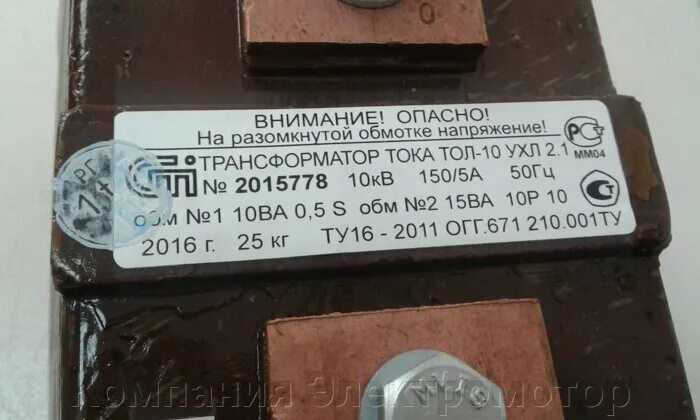 ВНИМАНИЕ! ОПАСНО!
На разомкнутой обмотке напряжение!
ТРАНСФОРМАТОР ТОКА ТОЛ-10 УХЛ 2.1
ММ04
№ 2015778 10кВ 150/5А 50Гц
обм №1 10ВА 0,5 S обм №2 15ВА 10Р 10
2016 г. 25 кг ТУ16 - 2011 ОГГ.671 210.001ТУ
Компания Электромотор